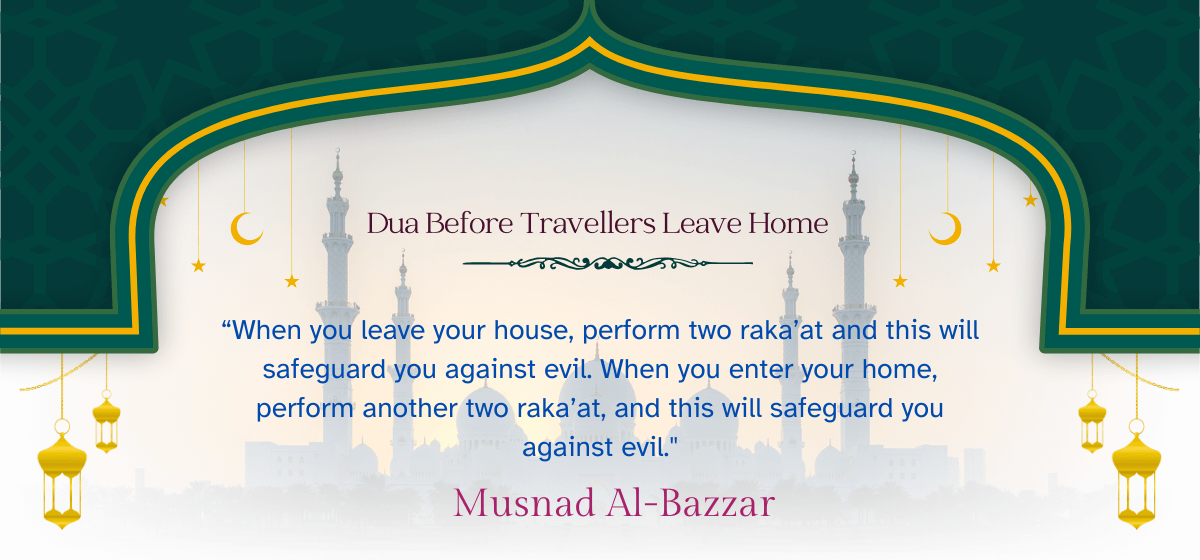 Dua Before Travellers Leave Home
“When you leave your house, perform two raka’at and this will
safeguard you against evil. When you enter your home,
perform another two raka’at, and this will safeguard you
against evil."
Musnad Al-Bazzar